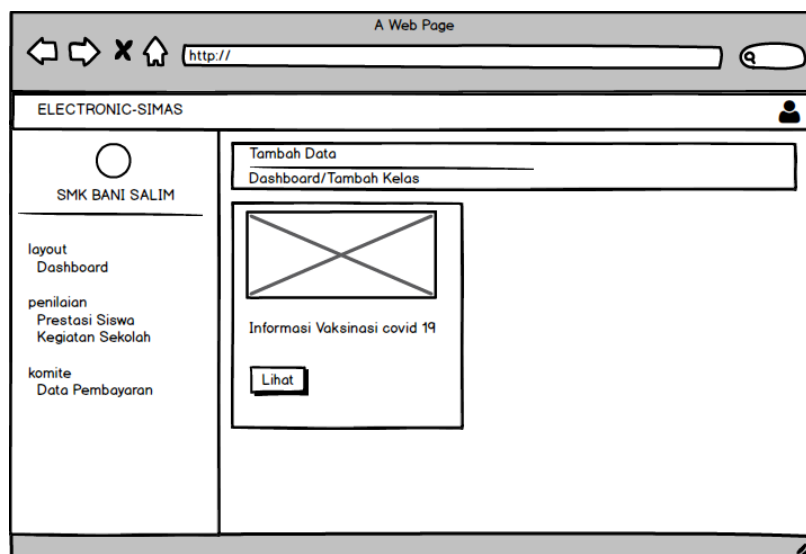 A Web Page
http://
ELECTRONIC-SIMAS
SMK BANI SALIM
layout
Dashboard
penilaian
Prestasi Siswa
Kegiatan Sekolah
komite
Data Pembayaran
Tambah Data
Dashboard/Tambah Kelas
Informasi Vaksinasi covid 19
Lihat